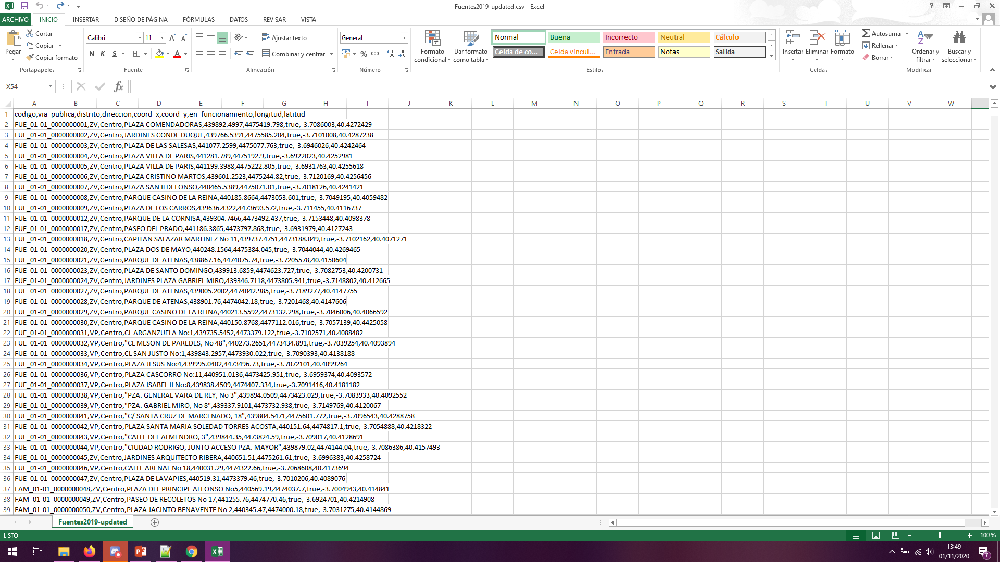 Fuentes2019-updated.csv - Excel
ARCHIVO INICIO INSERTAR DISEÑO DE PÁGINA FÓRMULAS DATOS REVISAR VISTA
Pegar
Cortar
Copiar
Copiar formato
Portapapeles
Calibri 11
N K S
Fuente
Ajustar texto
Combinar y centrar
Alineación
General
% 000
Número
Formato condicional
Dar formato como tabla
Normal Buena Incorrecto Neutral Cálculo
Celda de co... Celda vincul... Entrada Notas Salida
Estilos
Insertar Eliminar Formato
Celdas
Autosuma
Rellenar
Borrar
Ordenar y filtrar
Buscar y seleccionar
Modificar
X54
A B C D E F G H I J K L M N O P Q R S T U V W
1 codigo,via_publica,distrito,direccion,coord_x,coord_y,en_funcionamiento,longitud,latitud
2 FUE_01-01_0000000001,ZV,Centro,PLAZA COMENDADORAS,439892.4997,4475419.798,true,-3.7086003,40.4272429
3 FUE_01-01_0000000002,ZV,Centro,JARDINES CONDE DUQUE,439766.5391,4475585.204,true,-3.7101008,40.4287238
4 FUE_01-01_0000000003,ZV,Centro,PLAZA DE LAS SALESAS,441077.2599,4475077.763,true,-3.6946026,40.4242464
5 FUE_01-01_0000000004,ZV,Centro,PLAZA VILLA DE PARIS,441281.789,4475192.9,true,-3.6922023,40.4252981
6 FUE_01-01_0000000005,ZV,Centro,PLAZA VILLA DE PARIS,441199.3988,4475222.805,true,-3.6931763,40.4255618
7 FUE_01-01_0000000006,ZV,Centro,PLAZA CRISTINO MARTOS,439601.2523,4475244.82,true,-3.7120169,40.4256456
8 FUE_01-01_0000000007,ZV,Centro,PLAZA SAN ILDEFONSO,440465.5389,4475071.01,true,-3.7018126,40.4241421
9 FUE_01-01_0000000008,ZV,Centro,PARQUE CASINO DE LA REINA,440185.8664,4473053.601,true,-3.7049195,40.4059482
10 FUE_01-01_0000000009,ZV,Centro,PLAZA DE LOS CARROS,439636.4322,4473693.572,true,-3.711455,40.4116737
11 FUE_01-01_0000000012,ZV,Centro,PARQUE DE LA CORNISA,439304.7466,4473492.437,true,-3.7153448,40.4098378
12 FUE_01-01_0000000017,ZV,Centro,PASEO DEL PRADO,441186.3865,4473797.868,true,-3.6931979,40.4127243
13 FUE_01-01_0000000018,ZV,Centro,CAPITAN SALAZAR MARTINEZ No 11,439737.4751,4473188.049,true,-3.7102162,40.4071271
14 FUE_01-01_0000000020,ZV,Centro,PLAZA DOS DE MAYO,440248.1564,4475384.045,true,-3.7044044,40.4269465
15 FUE_01-01_0000000021,ZV,Centro,PARQUE DE ATENAS,438867.16,4474075.74,true,-3.7205578,40.4150604
16 FUE_01-01_0000000023,ZV,Centro,PLAZA DE SANTO DOMINGO,439913.6859,4474623.727,true,-3.7082753,40.4200731
17 FUE_01-01_0000000024,ZV,Centro,JARDINES PLAZA GABRIEL MIRO,439346.7118,4473805.941,true,-3.7148802,40.412665
18 FUE_01-01_0000000027,ZV,Centro,PARQUE DE ATENAS,439005.2002,4474042.985,true,-3.7189277,40.4147755
19 FUE_01-01_0000000028,ZV,Centro,PARQUE DE ATENAS,438901.76,4474042.18,true,-3.7201468,40.4147606
20 FUE_01-01_0000000029,ZV,Centro,PARQUE CASINO DE LA REINA,440213.5592,4473132.298,true,-3.7046006,40.4066592
21 FUE_01-01_0000000030,ZV,Centro,PARQUE CASINO DE LA REINA,440150.8768,4477112.016,true,-3.7057139,40.4425058
22 FUE_01-01_0000000031,VP,Centro,CL ARGANZUELA No:1,439735.5452,4473379.122,true,-3.7102571,40.4088482
23 FUE_01-01_0000000032,VP,Centro,"CL MESON DE PAREDES, No 48",440273.2651,4473434.891,true,-3.7039254,40.4093894
24 FUE_01-01_0000000033,VP,Centro,CL SAN JUSTO No:1,439843.2957,4473930.022,true,-3.7090393,40.4138188
25 FUE_01-01_0000000034,VP,Centro,PLAZA JESUS No:4,439995.0402,4473496.73,true,-3.7072101,40.4099264
26 FUE_01-01_0000000036,VP,Centro,PLAZA CASCORRO No:11,440951.0136,4473425.951,true,-3.6959374,40.4093572
27 FUE_01-01_0000000037,VP,Centro,PLAZA ISABEL II No:8,439838.4509,4474407.334,true,-3.7091416,40.4181182
28 FUE_01-01_0000000038,VP,Centro,"PZA. GENERAL VARA DE REY, No 3",439894.0509,4473423.029,true,-3.7083933,40.4092552
29 FUE_01-01_0000000039,VP,Centro,"PZA. GABRIEL MIRO, No 8",439337.9101,4473732.938,true,-3.7149769,40.4120067
30 FUE_01-01_0000000041,VP,Centro,"C/ SANTA CRUZ DE MARCENADO, 18",439804.5471,4475601.772,true,-3.7096543,40.4288758
31 FUE_01-01_0000000042,VP,Centro,PLAZA SANTA MARIA SOLEDAD TORRES ACOSTA,440151.64,4474817.1,true,-3.7054888,40.4218322
32 FUE_01-01_0000000043,VP,Centro,"CALLE DEL ALMENDRO, 3",439844.35,4473824.59,true,-3.709017,40.4128691
33 FUE_01-01_0000000044,VP,Centro,"CIUDAD RODRIGO, JUNTO ACCESO PZA. MAYOR",439879.02,4474144.04,true,-3.7086386,40.4157493
34 FUE_01-01_0000000045,ZV,Centro,JARDINES ARQUITECTO RIBERA,440651.51,4475261.61,true,-3.6996383,40.4258724
35 FUE_01-01_0000000046,VP,Centro,CALLE ARENAL No 18,440031.29,4474322.66,true,-3.7068608,40.4173694
36 FUE_01-01_0000000047,ZV,Centro,PLAZA DE LAVAPIES,440519.31,4473379.46,true,-3.7010206,40.4089076
37 FAM_01-01_0000000048,ZV,Centro,PLAZA DEL PRINCIPE ALFONSO No5,440569.19,4474037.7,true,-3.7004943,40.414841
38 FAM_01-01_0000000049,ZV,Centro,PASEO DE RECOLETOS No 17,441255.76,4474770.46,true,-3.6924701,40.4214908
39 FAM_01-01_0000000050,ZV,Centro,PLAZA JACINTO BENAVENTE No 2,440345.47,4474000.18,true,-3.7031275,40.4144869
Fuentes2019-updated
LISTO
100 %
13:49
01/11/2020
7